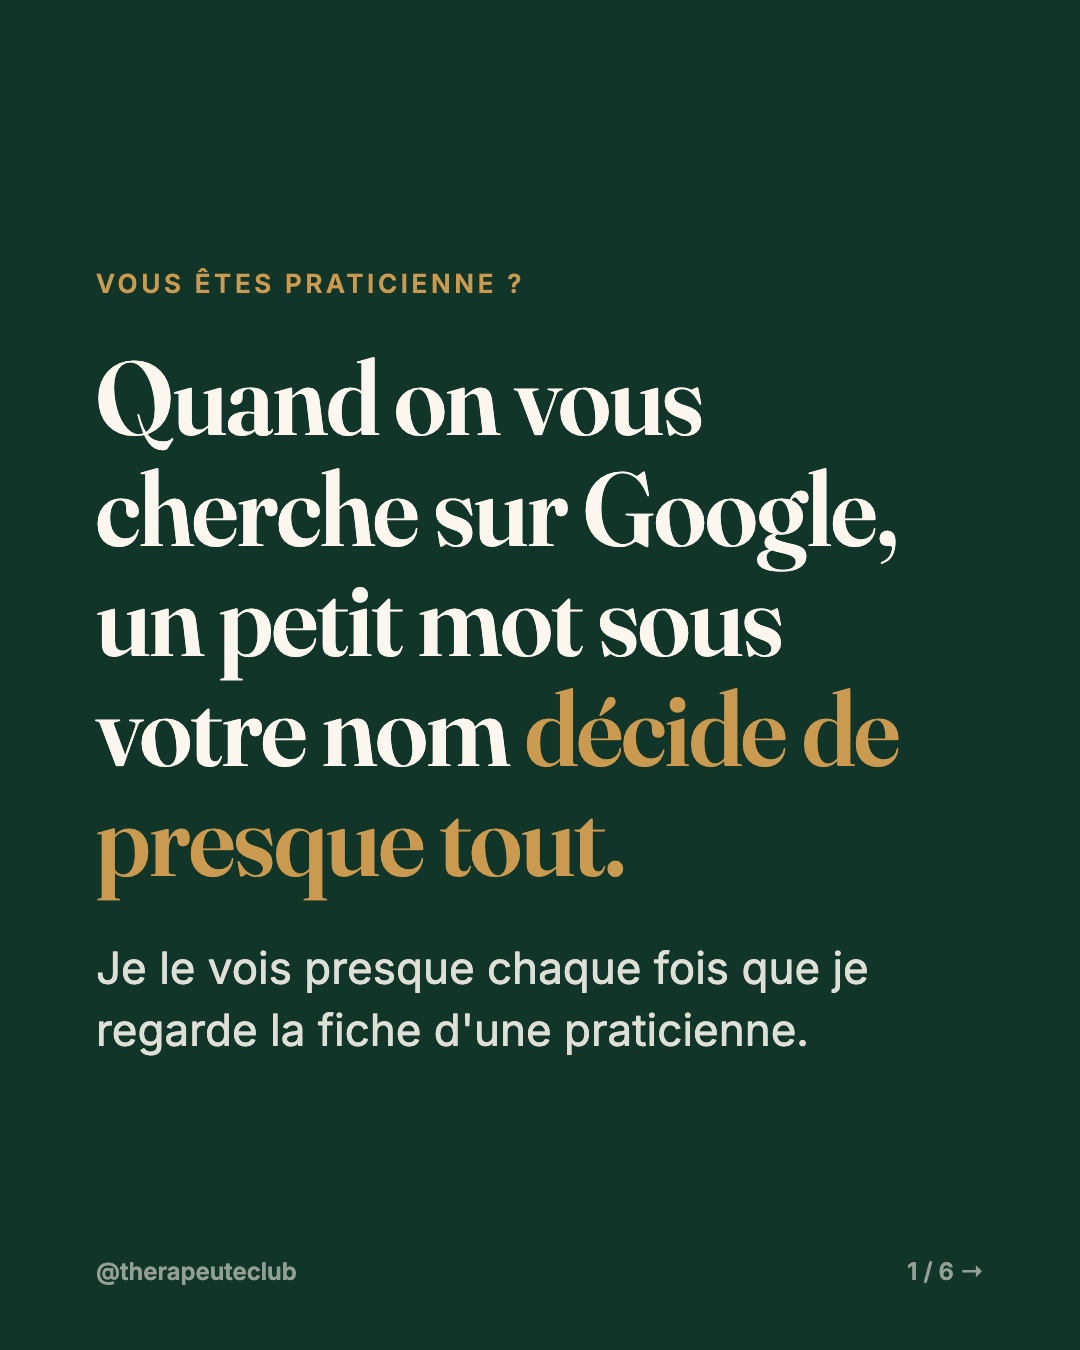 VOUS ÊTES PRATICIENNE ?
Quand on vous
cherche sur Google,
un petit mot sous
votre nom décide de
presque tout.
Je le vois presque chaque fois que je
regarde la fiche d'une praticienne.
@therapeuteclub
1 / 6 →